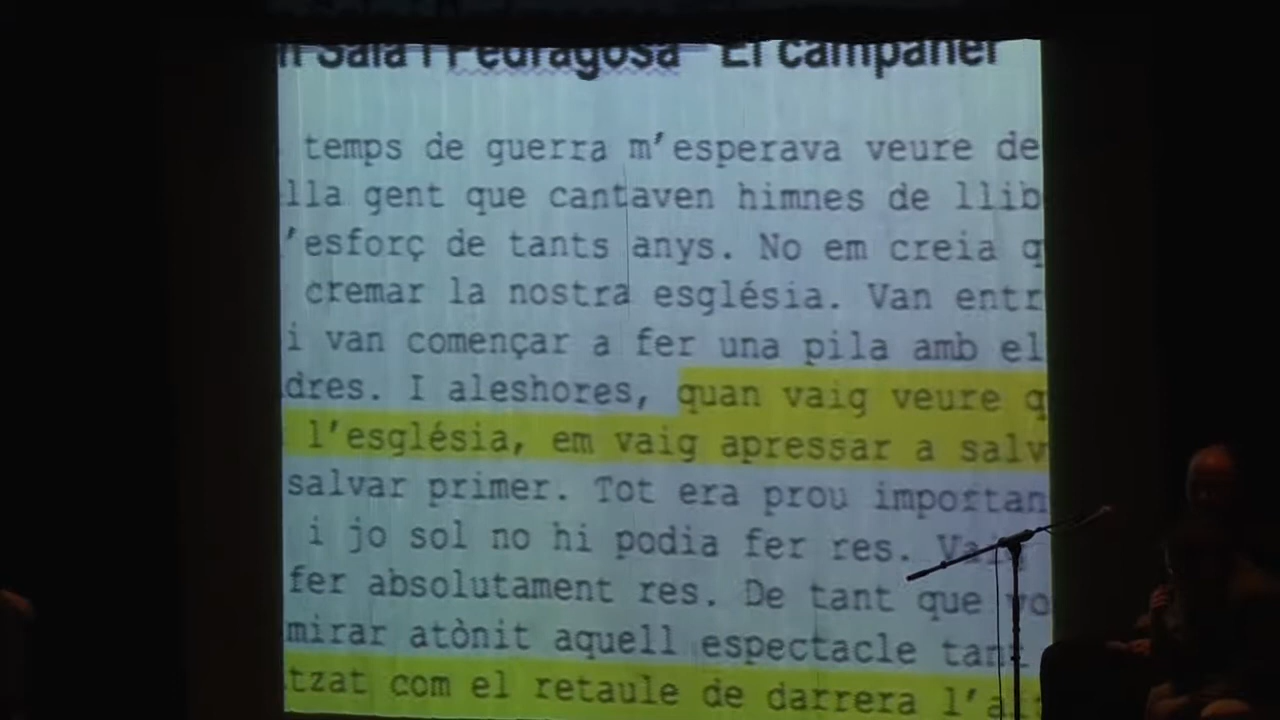 Sala i Pedragosa El campaner
temps de guerra m'esperava veure de
lla gent que cantaven himnes de llib
'esforç de tants anys. No em creia q
cremar la nostra església. Van entr
i van començar a fer una pila amb el
dres. I aleshores, quan vaig veure q
l'església, em vaig apressar a salv
salvar primer. Tot era prou importan
i jo sol no hi podia fer res. Vaig
fer absolutament res. De tant que vo
mirar atònit aquell espectacle tant
tzat com el retaule de darrera l'a